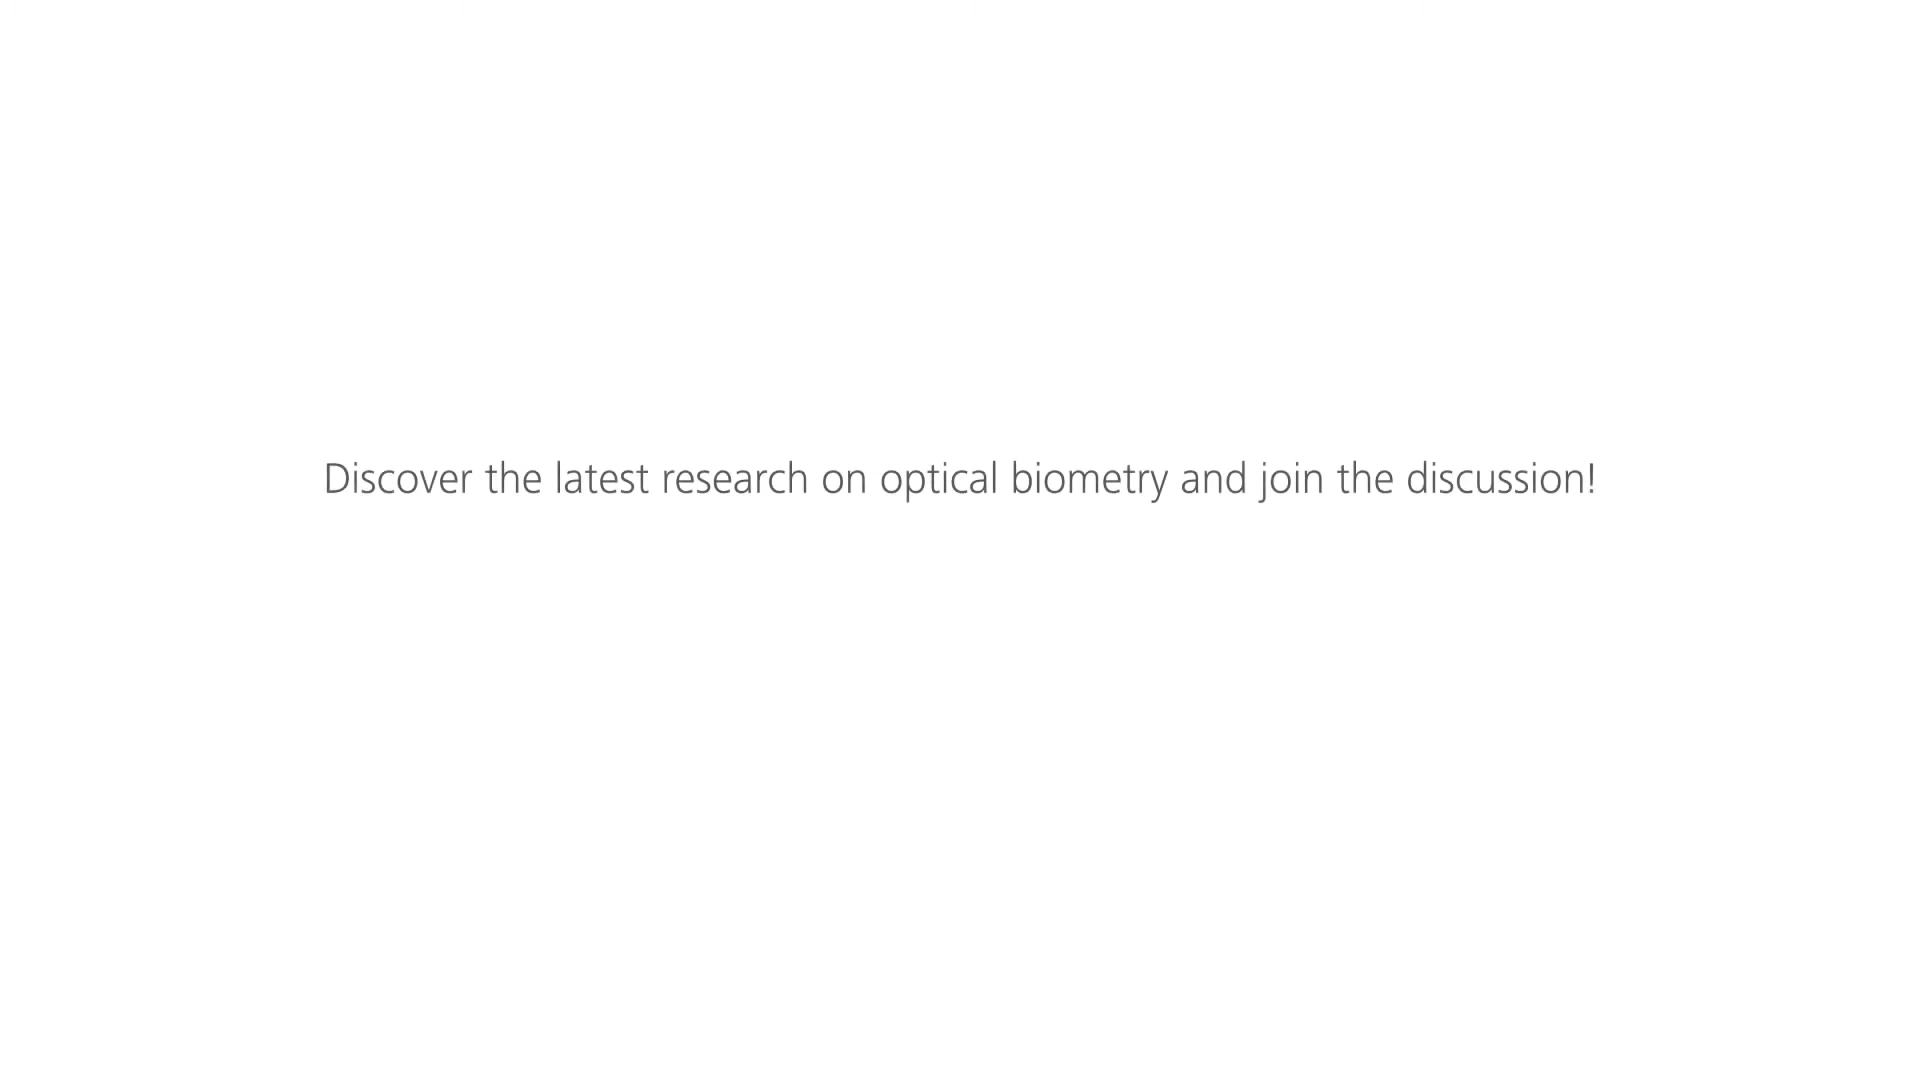 Discover the latest research on optical biometry and join the discussion!